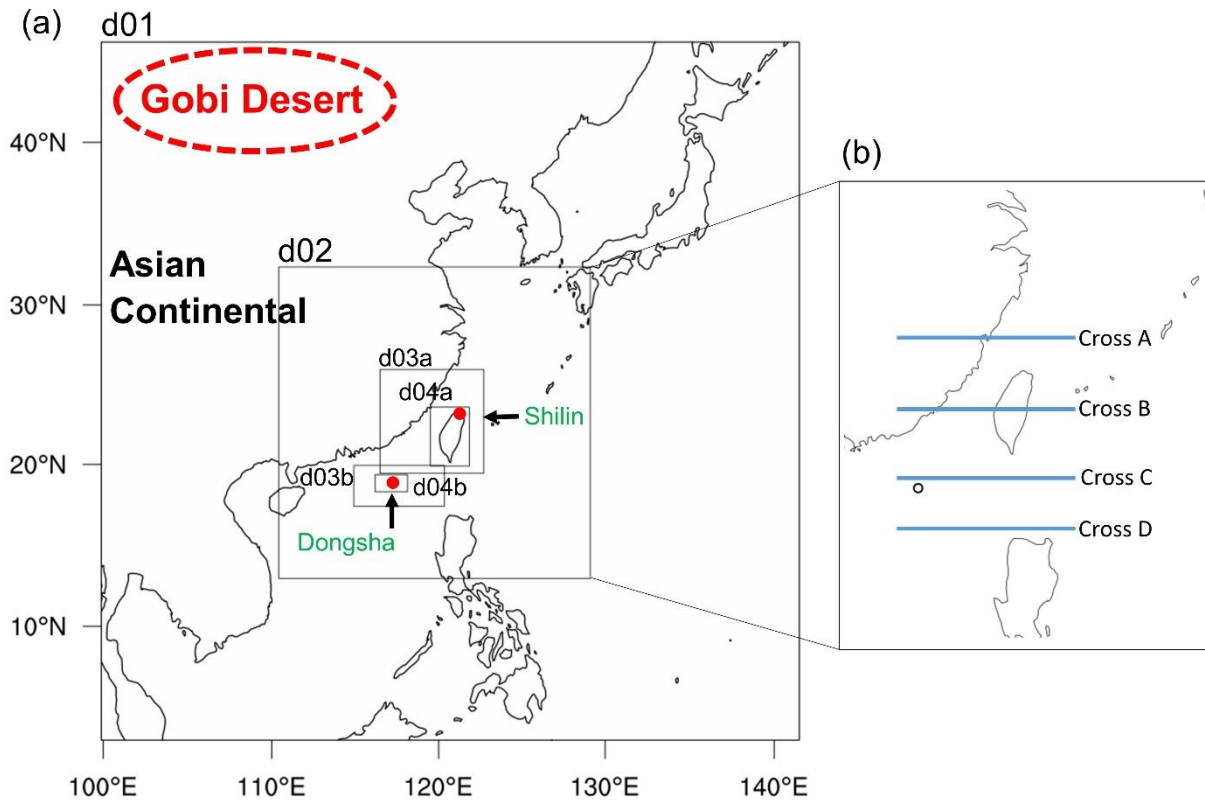 (a)
d01
Gobi Desert
40°N
Asian
Continental
30°N
d02
d03a
d04a
Shilin
20°N
d03b
d04b
Dongsha
10°N
100°E
110°E
120°E
130°E
140°E
(b)
Cross A
Cross B
Cross C
Cross D